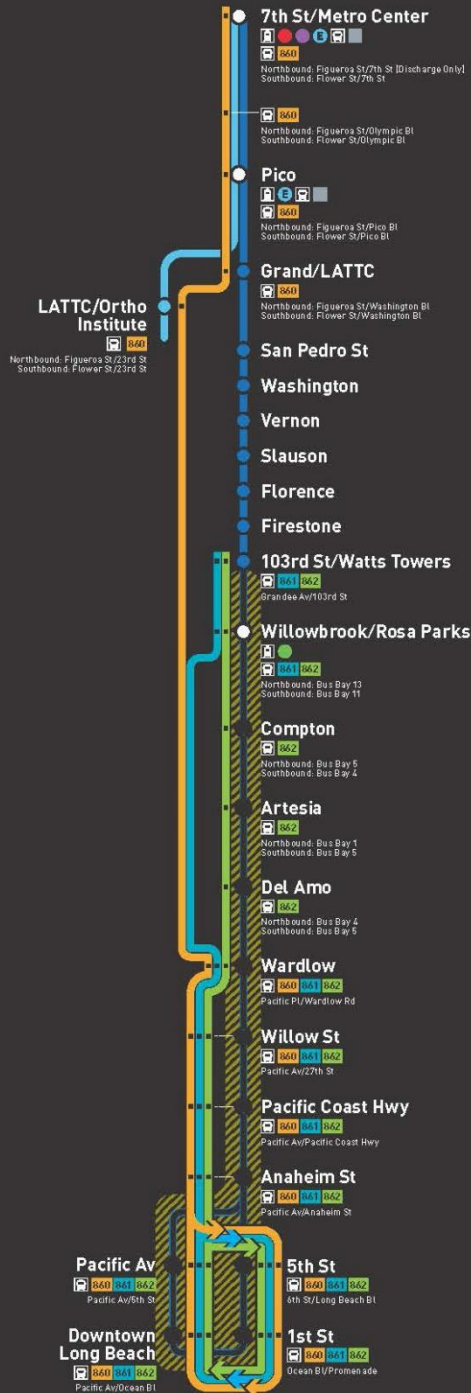 7th St/Metro Center
E
860
Northbound: Figueroa St/7th St (Discharge Only)
Southbound: Flower St/7th St
860
Northbound: Figueroa St/Olympic Bl
Southbound: Flower St/Olympic Bl
Pico
E
860
Northbound: Figueroa St/Pico Bl
Southbound: Flower St/Pico Bl
Grand/LATTC
860
Northbound: Figueroa St/Washington Bl
Southbound: Flower St/Washington Bl
LATTC/Ortho
Institute
860
Northbound: Figueroa St/23rd St
Southbound: Flower St/23rd St
San Pedro St
Washington
Vernon
Slauson
Florence
Firestone
103rd St/Watts Towers
861 862
Grandee Av/103rd St
Willowbrook/Rosa Parks
861 862
Northbound: Bus Bay 13
Southbound: Bus Bay 11
Compton
862
Northbound: Bus Bay 5
Southbound: Bus Bay 4
Artesia
862
Northbound: Bus Bay 1
Southbound: Bus Bay 5
Del Amo
862
Northbound: Bus Bay 4
Southbound: Bus Bay 5
Wardlow
860 861 862
Pacific Pl/Wardlow Rd
Willow St
860 861 862
Pacific Av/27th St
Pacific Coast Hwy
860 861 862
Pacific Av/Pacific Coast Hwy
Anaheim St
860 861 862
Pacific Av/Anaheim St
Pacific Av
860 861 862
Pacific Av/5th St
5th St
860 861 862
6th St/Long Beach Bl
Downtown
Long Beach
860 861 862
Pacific Av/Ocean Bl
1st St
860 861 862
Ocean Bl/Promenade